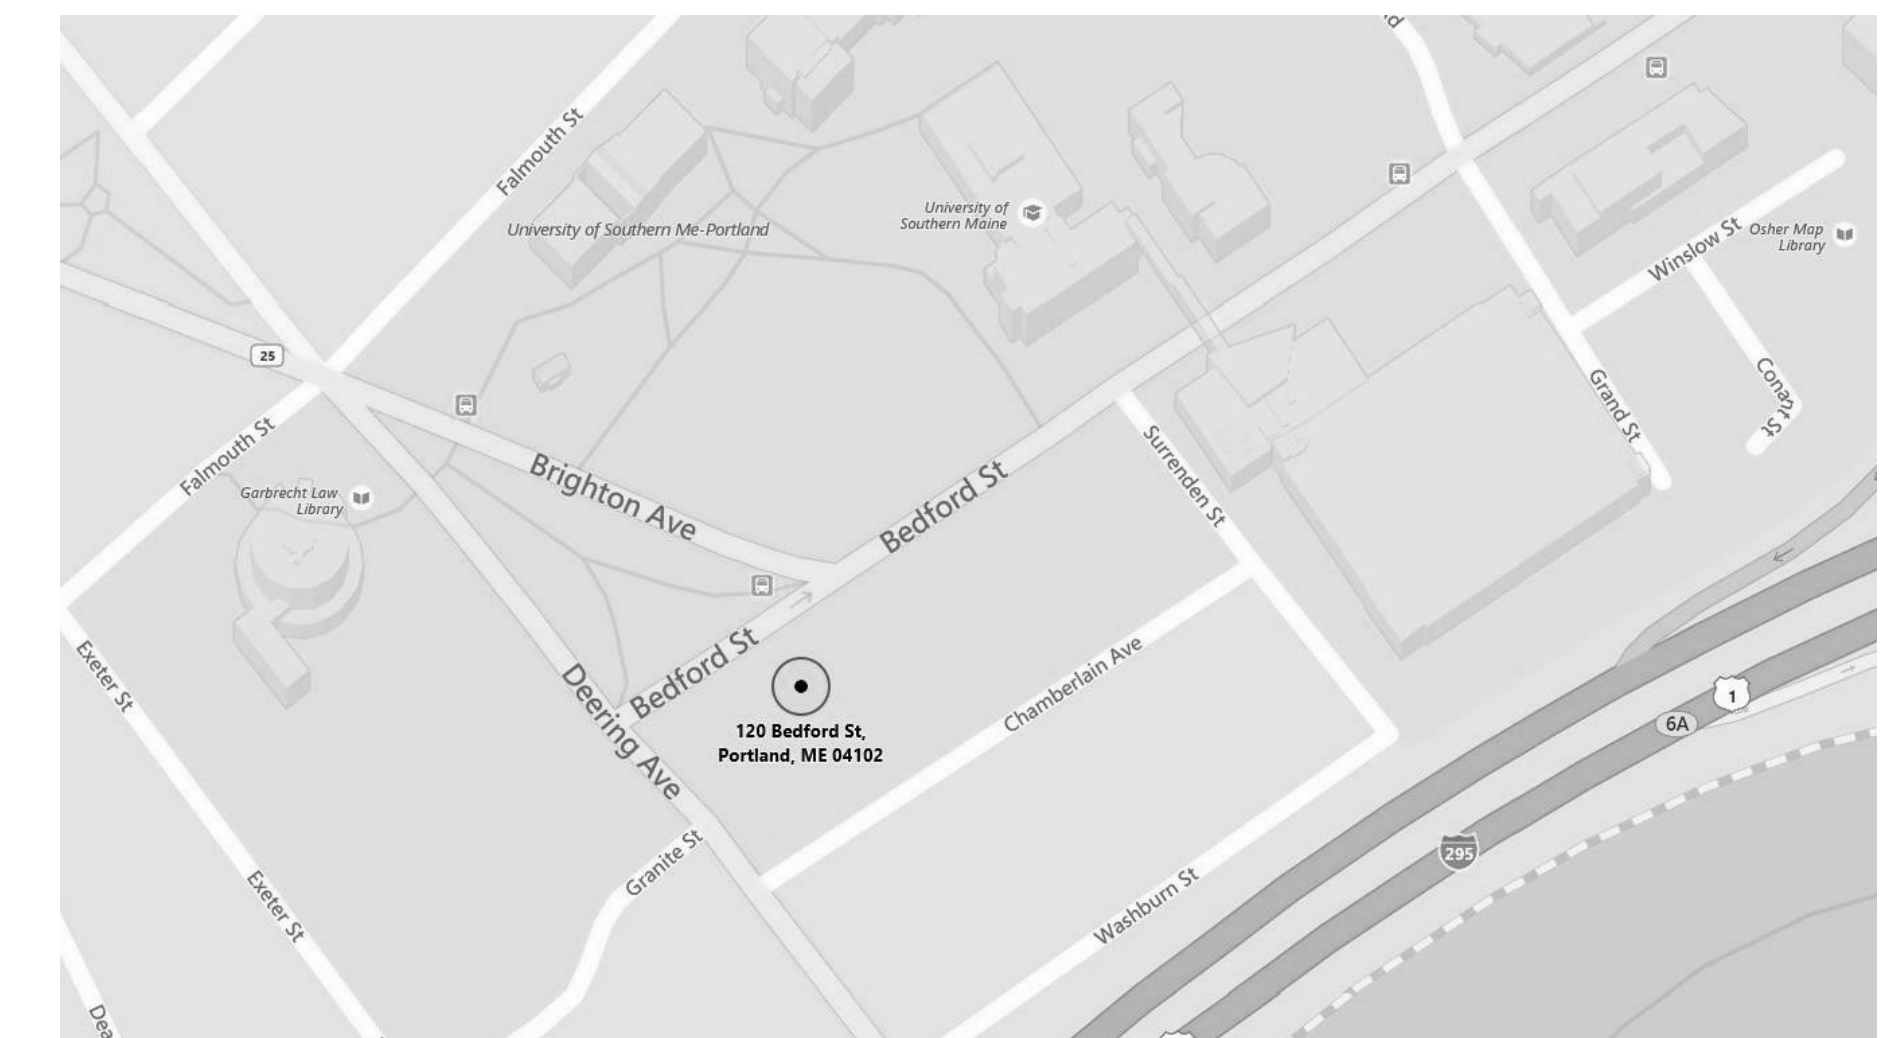 Falmouth St
University of Southern Me-Portland
University of
Southern Maine
Winslow St
Osher Map
Library
25
Conant St
Grand St
Falmouth St
Garbrecht Law
Library
Brighton Ave
Bedford St
Surrenden St
Exeter St
Deering Ave
Bedford St
Chamberlain Ave
1
6A
120 Bedford St,
Portland, ME 04102
Granite St
295
Washburn St
Exeter St
Dea